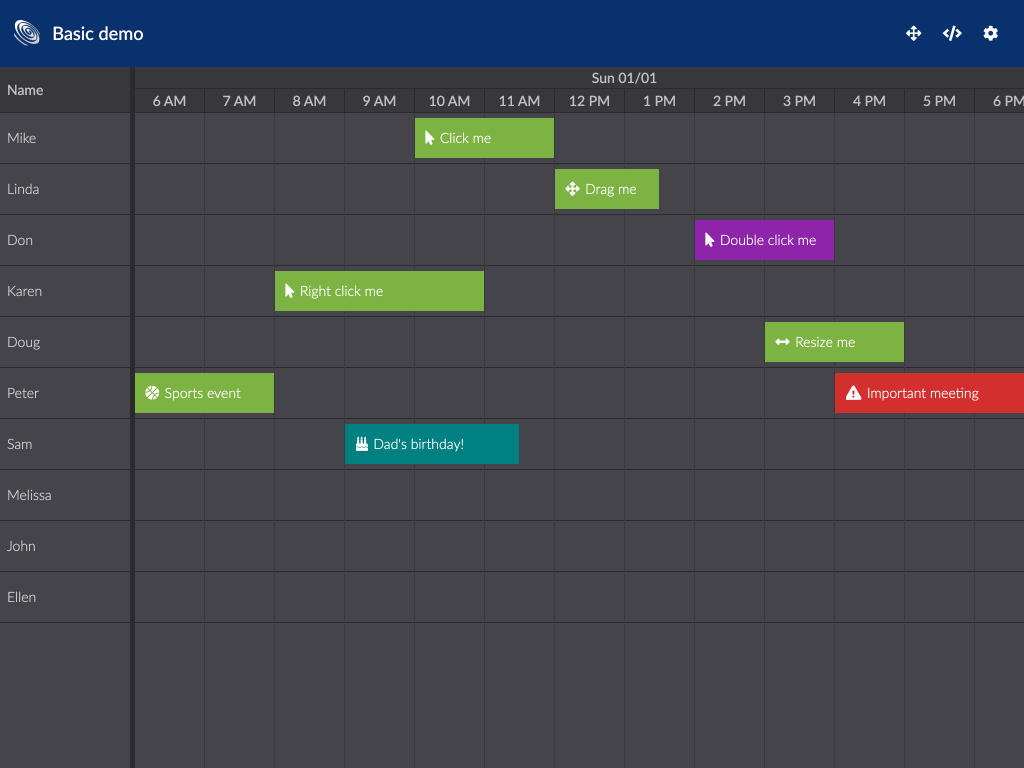 Basic demo
Name
Sun 01/01
6 AM 7 AM 8 AM 9 AM 10 AM 11 AM 12 PM 1 PM 2 PM 3 PM 4 PM 5 PM 6 PM
Mike Click me
Linda Drag me
Don Double click me
Karen Right click me
Doug Resize me
Peter Sports event Important meeting
Sam Dad's birthday!
Melissa
John
Ellen